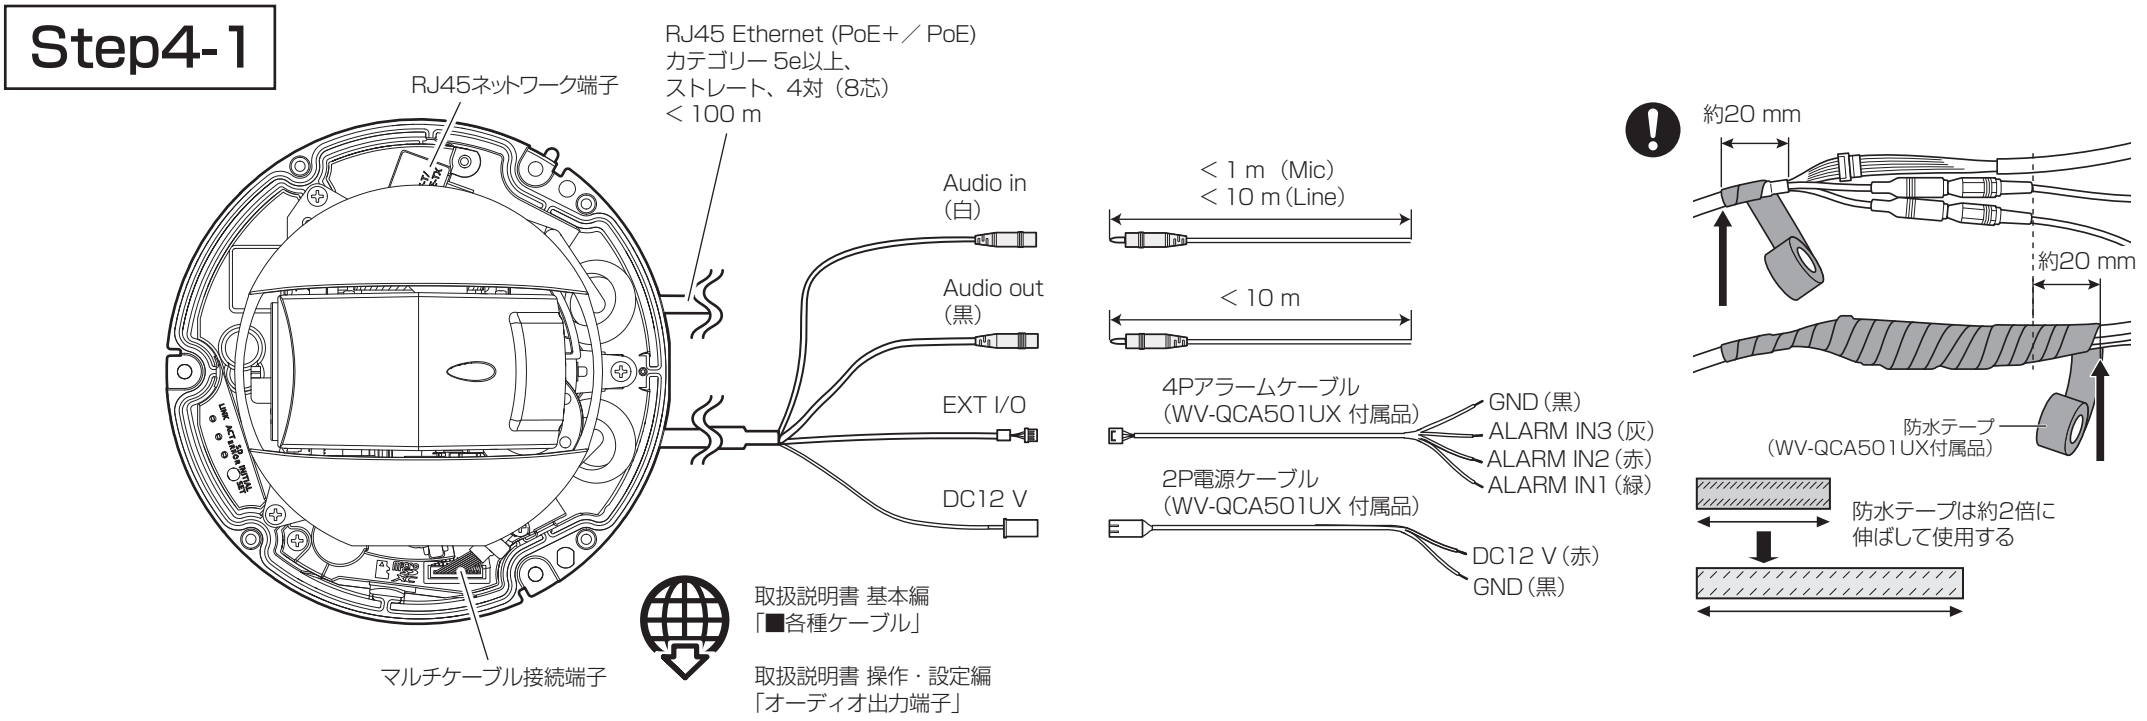 Step4-1
RJ45ネットワーク端子
RJ45 Ethernet (PoE+／PoE)
カテゴリー 5e以上、
ストレート、4対（8芯）
＜100 m
Audio in
（白）
＜1 m（Mic）
＜10 m（Line）
Audio out
（黒）
＜10 m
EXT I/O
4Pアラームケーブル
（WV-QCA501UX 付属品）
GND（黒）
ALARM IN3（灰）
ALARM IN2（赤）
ALARM IN1（緑）
DC12 V
2P電源ケーブル
（WV-QCA501UX 付属品）
DC12 V（赤）
GND（黒）
LINK
ACT
SD
ERROR
INITIAL
SET
マルチケーブル接続端子
取扱説明書 基本編
「■各種ケーブル」
取扱説明書 操作・設定編
「オーディオ出力端子」
約20 mm
約20 mm
防水テープ
（WV-QCA501UX付属品）
防水テープは約2倍に
伸ばして使用する